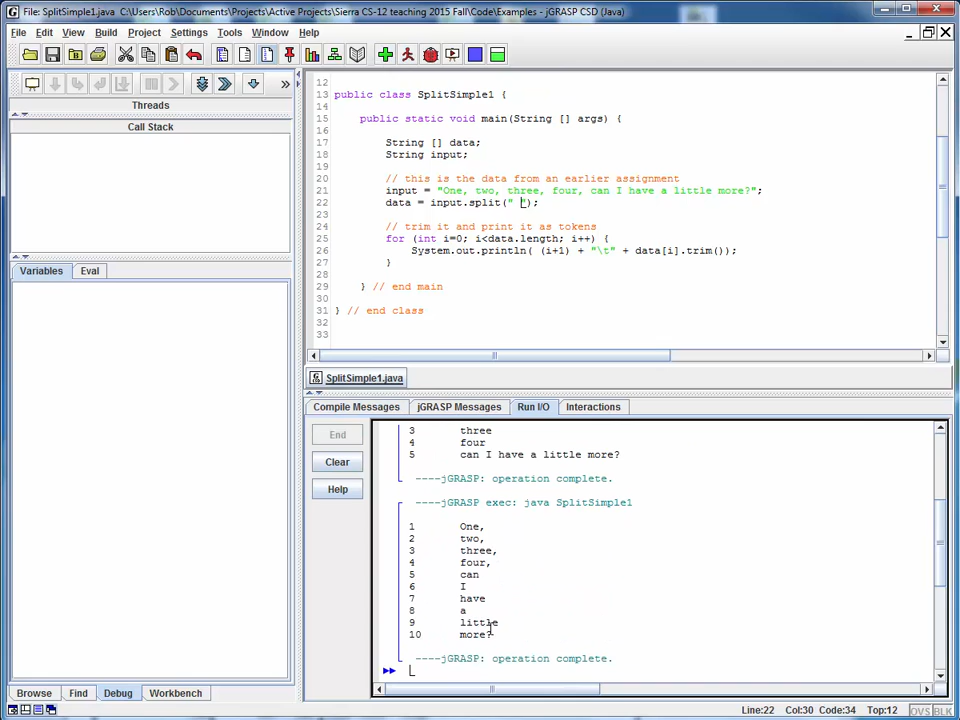 File: SplitSimple1.java  C:\Users\Rob\Documents\Projects\Active Projects\Sierra CS-12 teaching 2015 Fall\Code\Examples - jGRASP CSD (Java)
File Edit View Build Project Settings Tools Window Help
Threads
Call Stack
Variables Eval
Browse Find Debug Workbench
12
13 public class SplitSimple1 {
14
15 public static void main(String [] args) {
16
17 String [] data;
18 String input;
19
20 // this is the data from an earlier assignment
21 input = "One, two, three, four, can I have a little more?";
22 data = input.split(" ");
23
24 // trim it and print it as tokens
25 for (int i=0; i<data.length; i++) {
26 System.out.println( (i+1) + "\t" + data[i].trim());
27 }
28
29 } // end main
30
31 } // end class
32
33
SplitSimple1.java
Compile Messages jGRASP Messages Run I/O Interactions
End
Clear
Help
3 three
4 four
5 can I have a little more?
----jGRASP: operation complete.
----jGRASP exec: java SplitSimple1
1 One,
2 two,
3 three,
4 four,
5 can
6 I
7 have
8 a
9 little
10 more?
----jGRASP: operation complete.
Line:22 Col:30 Code:34 Top:12 OVS BLK